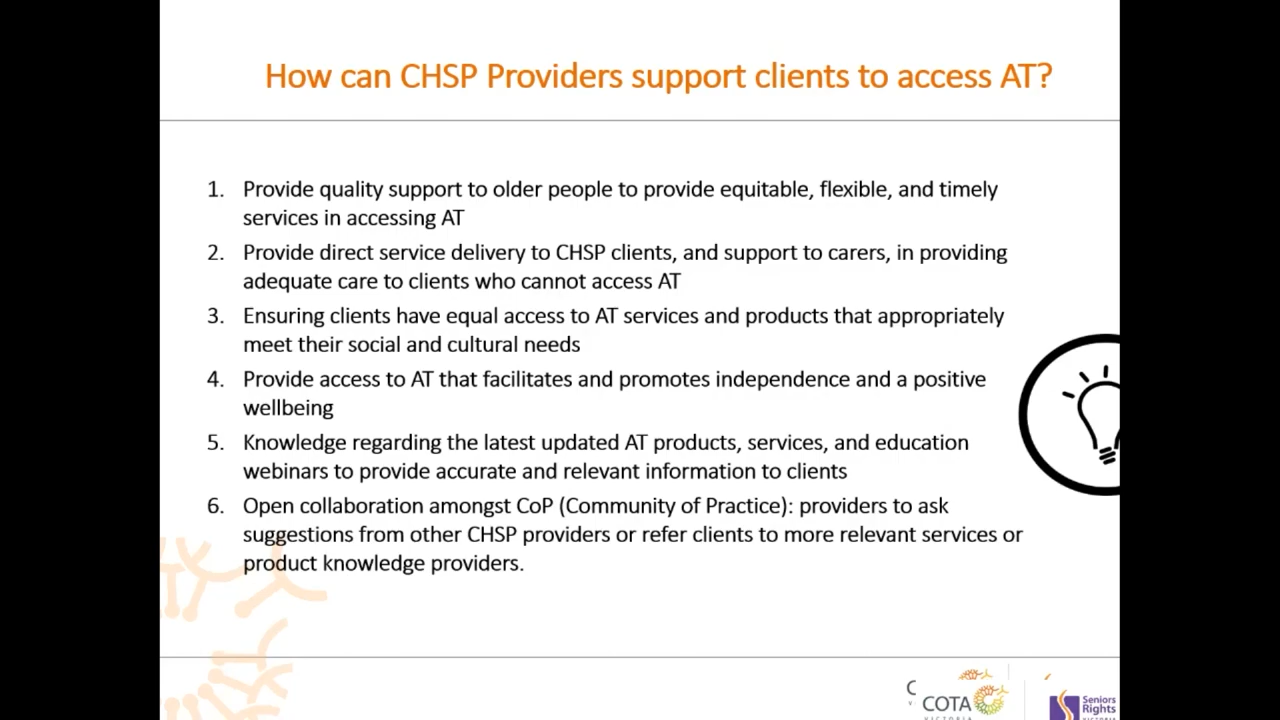 How can CHSP Providers support clients to access AT?
1. Provide quality support to older people to provide equitable, flexible, and timely
services in accessing AT
2. Provide direct service delivery to CHSP clients, and support to carers, in providing
adequate care to clients who cannot access AT
3. Ensuring clients have equal access to AT services and products that appropriately
meet their social and cultural needs
4. Provide access to AT that facilitates and promotes independence and a positive
wellbeing
5. Knowledge regarding the latest updated AT products, services, and education
webinars to provide accurate and relevant information to clients
6. Open collaboration amongst CoP (Community of Practice): providers to ask
suggestions from other CHSP providers or refer clients to more relevant services or
product knowledge providers.
COTA
VICTORIA
Seniors
Rights
VICTORIA